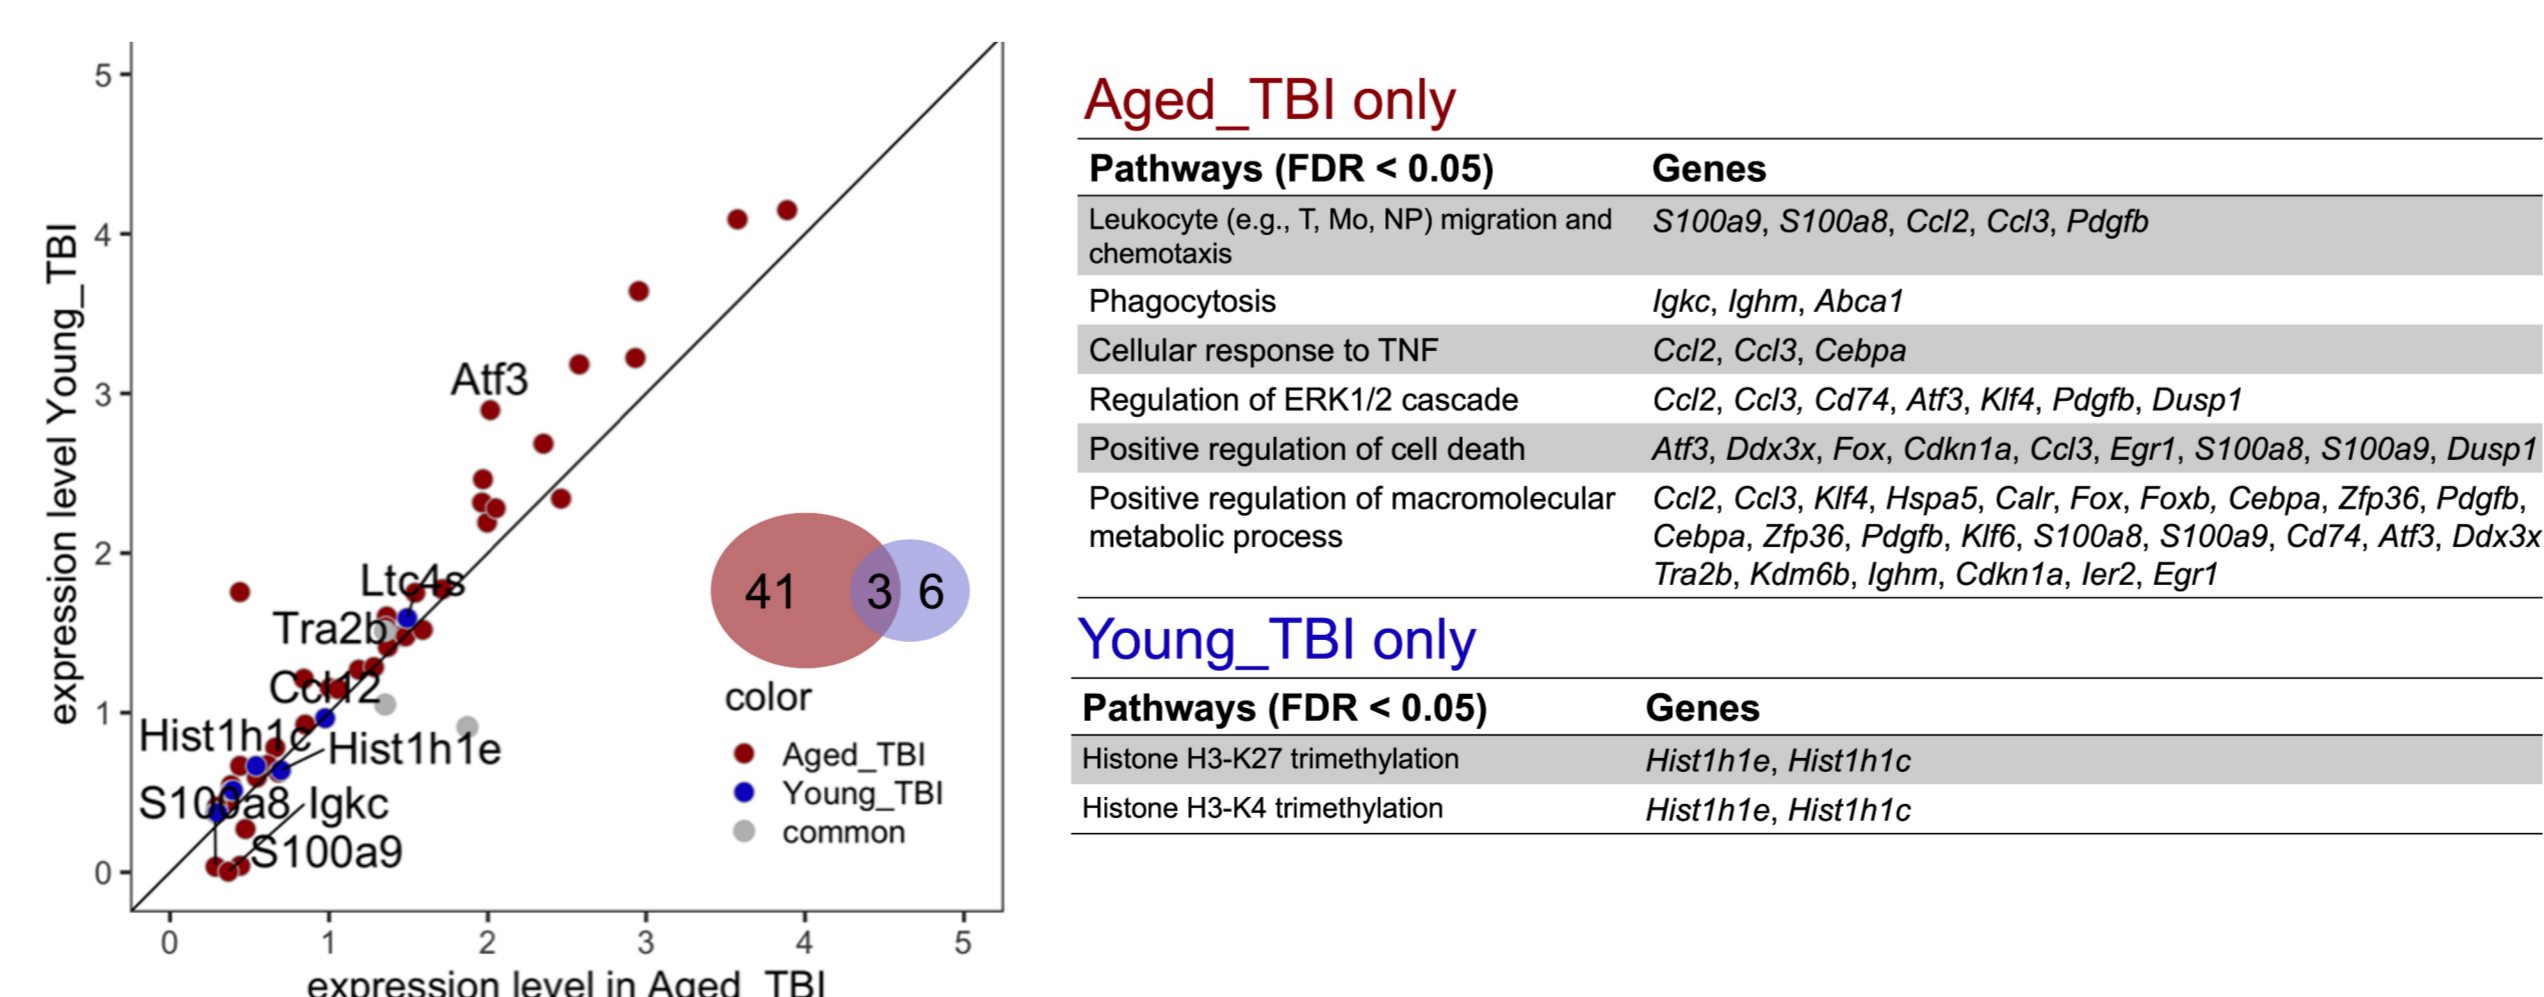 expression level Young_TBI
5
4
3
2
1
0
0 1 2 3 4 5
expression level in Aged_TBI
Atf3
Ltc4s
Tra2b
Ccl12
Hist1h1c
Hist1h1e
S100a8
Igkc
S100a9
41 3 6
color
Aged_TBI
Young_TBI
common
Aged_TBI only
Pathways (FDR < 0.05) Genes
Leukocyte (e.g., T, Mo, NP) migration and S100a9, S100a8, Ccl2, Ccl3, Pdgfb
chemotaxis
Phagocytosis Igkc, Ighm, Abca1
Cellular response to TNF Ccl2, Ccl3, Cebpa
Regulation of ERK1/2 cascade Ccl2, Ccl3, Cd74, Atf3, Klf4, Pdgfb, Dusp1
Positive regulation of cell death Atf3, Ddx3x, Fox, Cdkn1a, Ccl3, Egr1, S100a8, S100a9, Dusp1
Positive regulation of macromolecular Ccl2, Ccl3, Klf4, Hspa5, Calr, Fox, Foxb, Cebpa, Zfp36, Pdgfb,
metabolic process Cebpa, Zfp36, Pdgfb, Klf6, S100a8, S100a9, Cd74, Atf3, Ddx3x
Tra2b, Kdm6b, Ighm, Cdkn1a, Ier2, Egr1
Young_TBI only
Pathways (FDR < 0.05) Genes
Histone H3-K27 trimethylation Hist1h1e, Hist1h1c
Histone H3-K4 trimethylation Hist1h1e, Hist1h1c